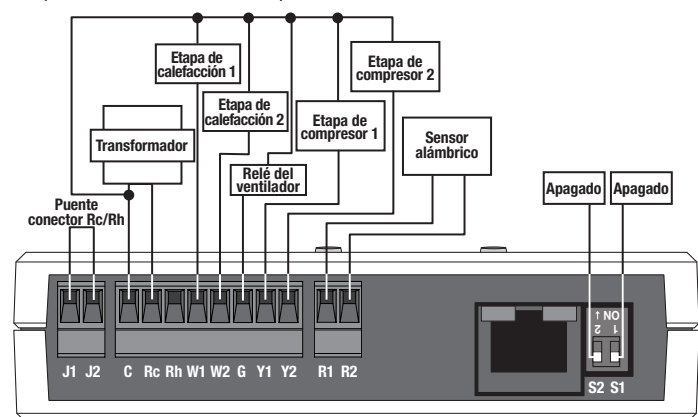 Etapa de
calefacción 1
Etapa de
compresor 2
Etapa de
calefacción 2
Etapa de
compresor 1
Transformador
Sensor
alámbrico
Relé del
ventilador
Apagado
Apagado
Puente
conector Rc/Rh
↑ NO
2 1
J1 J2
C Rc Rh W1 W2 G Y1 Y2
R1 R2
S2 S1